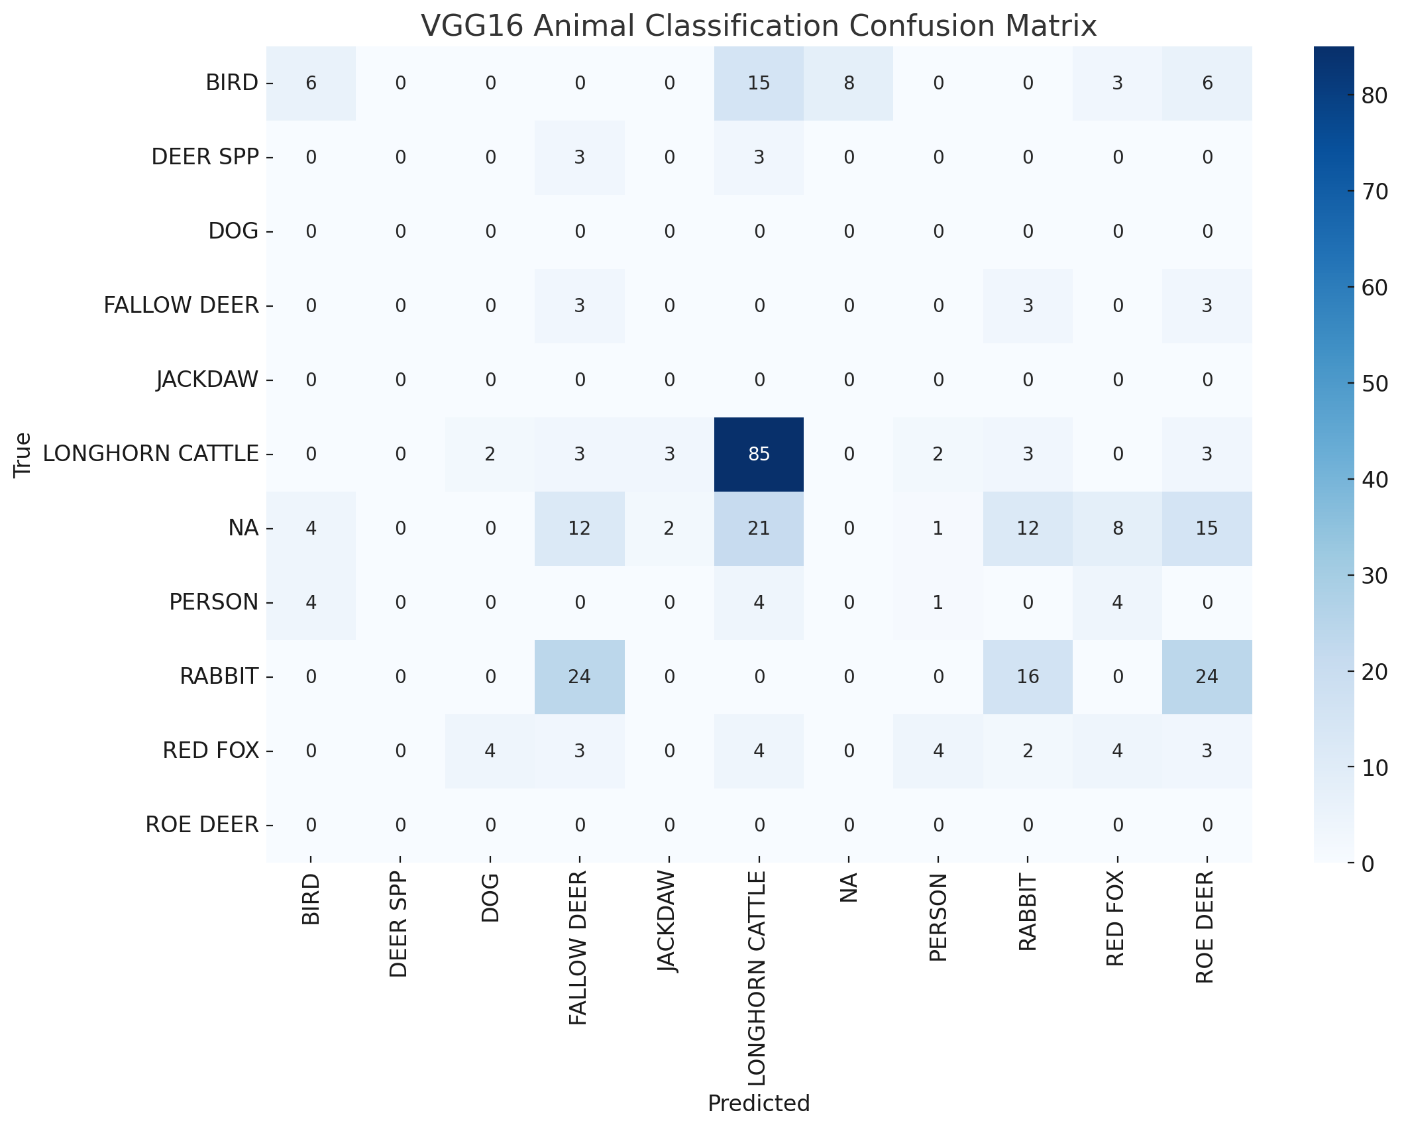 VGG16 Animal Classification Confusion Matrix
BIRD 6 0 0 0 0 15 8 0 0 3 6
DEER SPP 0 0 0 3 0 3 0 0 0 0 0
DOG 0 0 0 0 0 0 0 0 0 0 0
FALLOW DEER 0 0 0 3 0 0 0 0 3 0 3
JACKDAW 0 0 0 0 0 0 0 0 0 0 0
LONGHORN CATTLE 0 0 2 3 3 85 0 2 3 0 3
NA 4 0 0 12 2 21 0 1 12 8 15
PERSON 4 0 0 0 0 4 0 1 0 4 0
RABBIT 0 0 0 24 0 0 0 0 16 0 24
RED FOX 0 0 4 3 0 4 0 4 2 4 3
ROE DEER 0 0 0 0 0 0 0 0 0 0 0
True
BIRD
DEER SPP
DOG
FALLOW DEER
JACKDAW
LONGHORN CATTLE
NA
PERSON
RABBIT
RED FOX
ROE DEER
Predicted
80
70
60
50
40
30
20
10
0